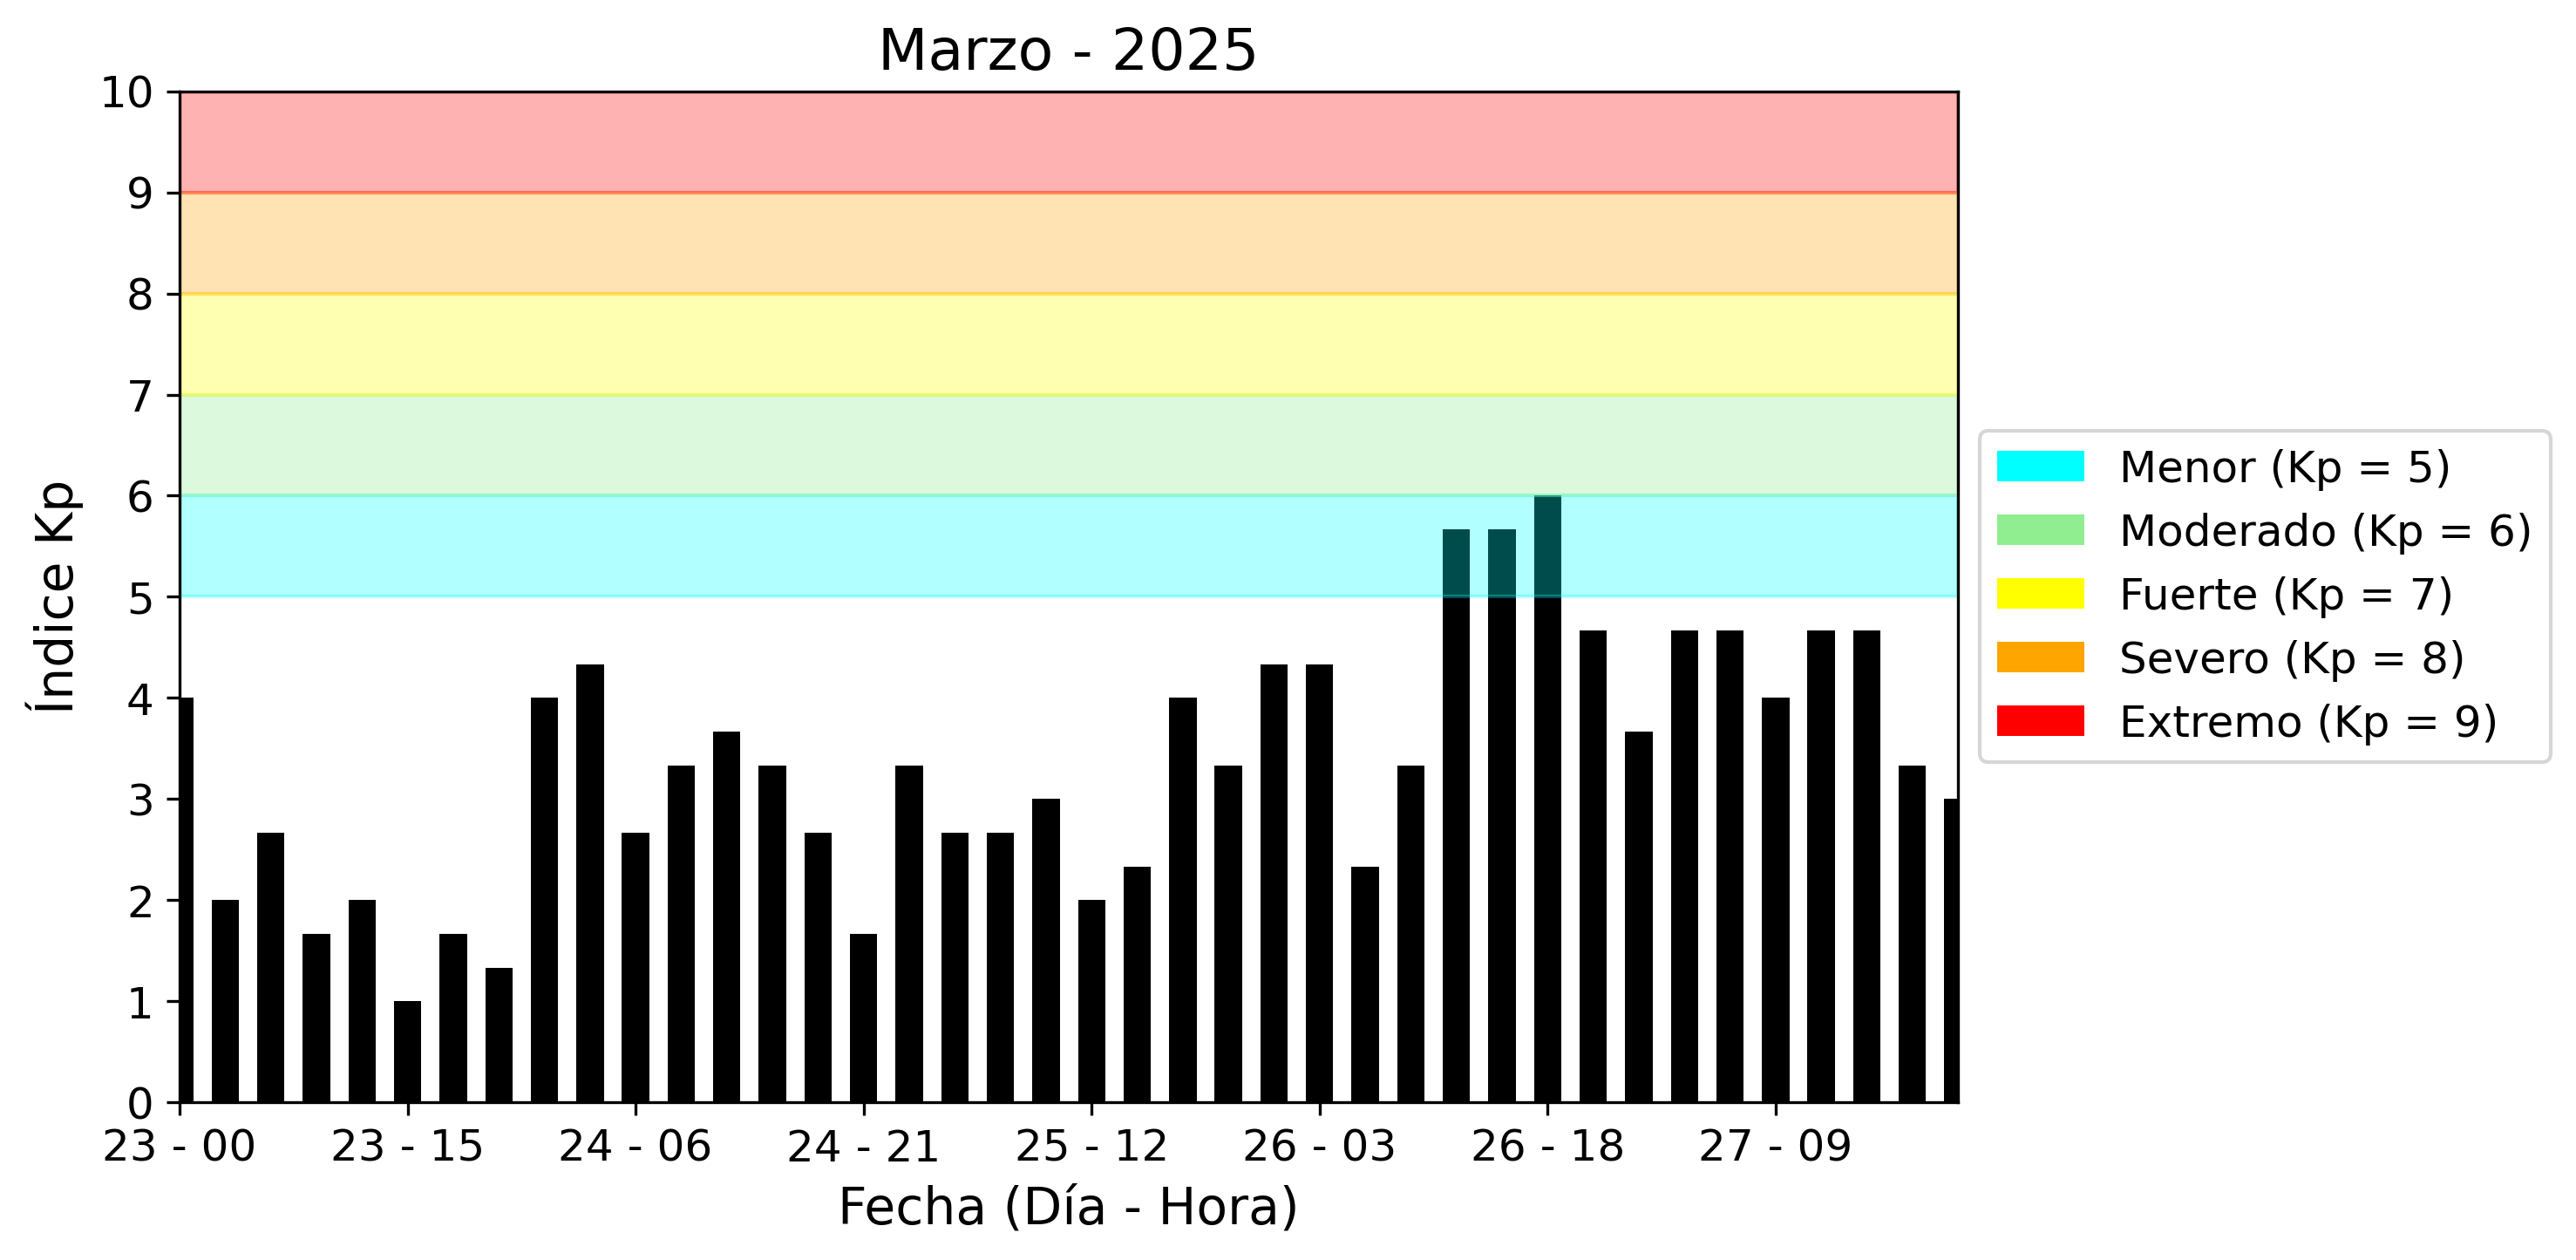 Marzo - 2025
Índice Kp
10
9
8
7
6
5
4
3
2
1
0
23 - 00 23 - 15 24 - 06 24 - 21 25 - 12 26 - 03 26 - 18 27 - 09
Fecha (Día - Hora)
Menor (Kp = 5)
Moderado (Kp = 6)
Fuerte (Kp = 7)
Severo (Kp = 8)
Extremo (Kp = 9)